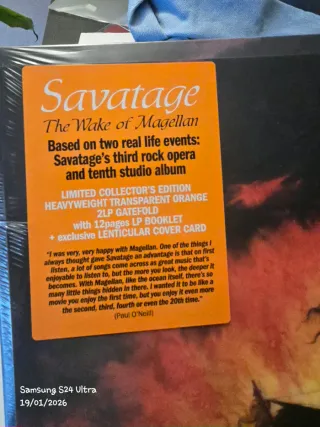 Savatage
The Wake of Magellan
Based on two real life events:
Savatage's third rock opera
and tenth studio album
LIMITED COLLECTOR'S EDITION
HEAVYWEIGHT TRANSPARENT ORANGE
2LP GATEFOLD
with 12pages LP BOOKLET
+ exclusive LENTICULAR COVER CARD
"I was very, very happy with Magellan. One of the things I
always thought gave Savatage an advantage is that on first
listen, a lot of songs come across as great music that's
enjoyable to listen to, but the more you look, the deeper it
becomes. With Magellan, like the ocean itself, there's so
many little things hidden in there. I wanted it to be like a
movie you enjoy the first time, but you enjoy it even more
the second, third, fourth or even the 20th time."
(Paul O'Neill)
Samsung S24 Ultra
19/01/2026